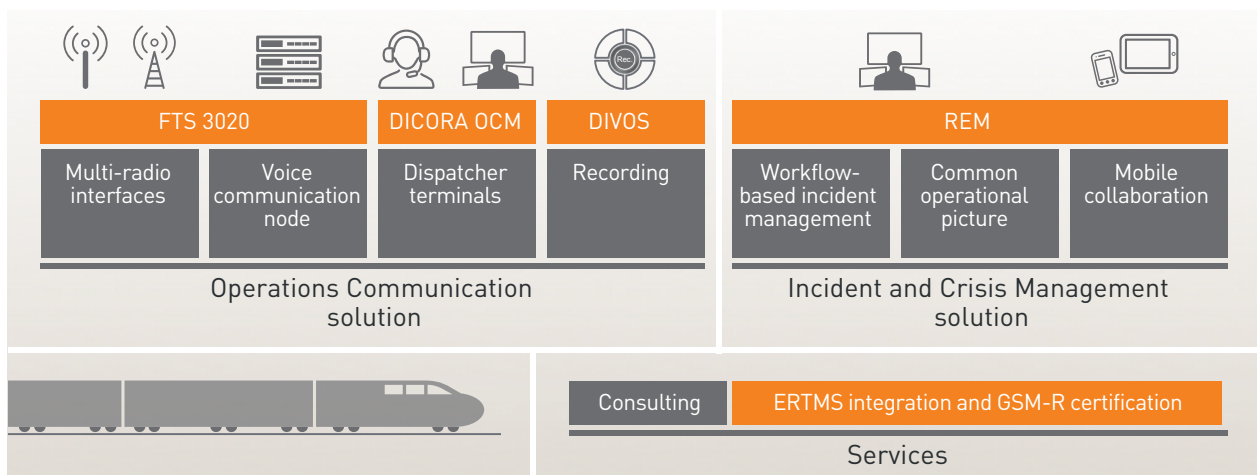 Rec.
FTS 3020
DICORA OCM
DIVOS
REM
Multi-radio
interfaces
Voice
communication
node
Dispatcher
terminals
Recording
Workflow-
based incident
management
Common
operational
picture
Mobile
collaboration
Operations Communication
solution
Incident and Crisis Management
solution
Consulting
ERTMS integration and GSM-R certification
Services